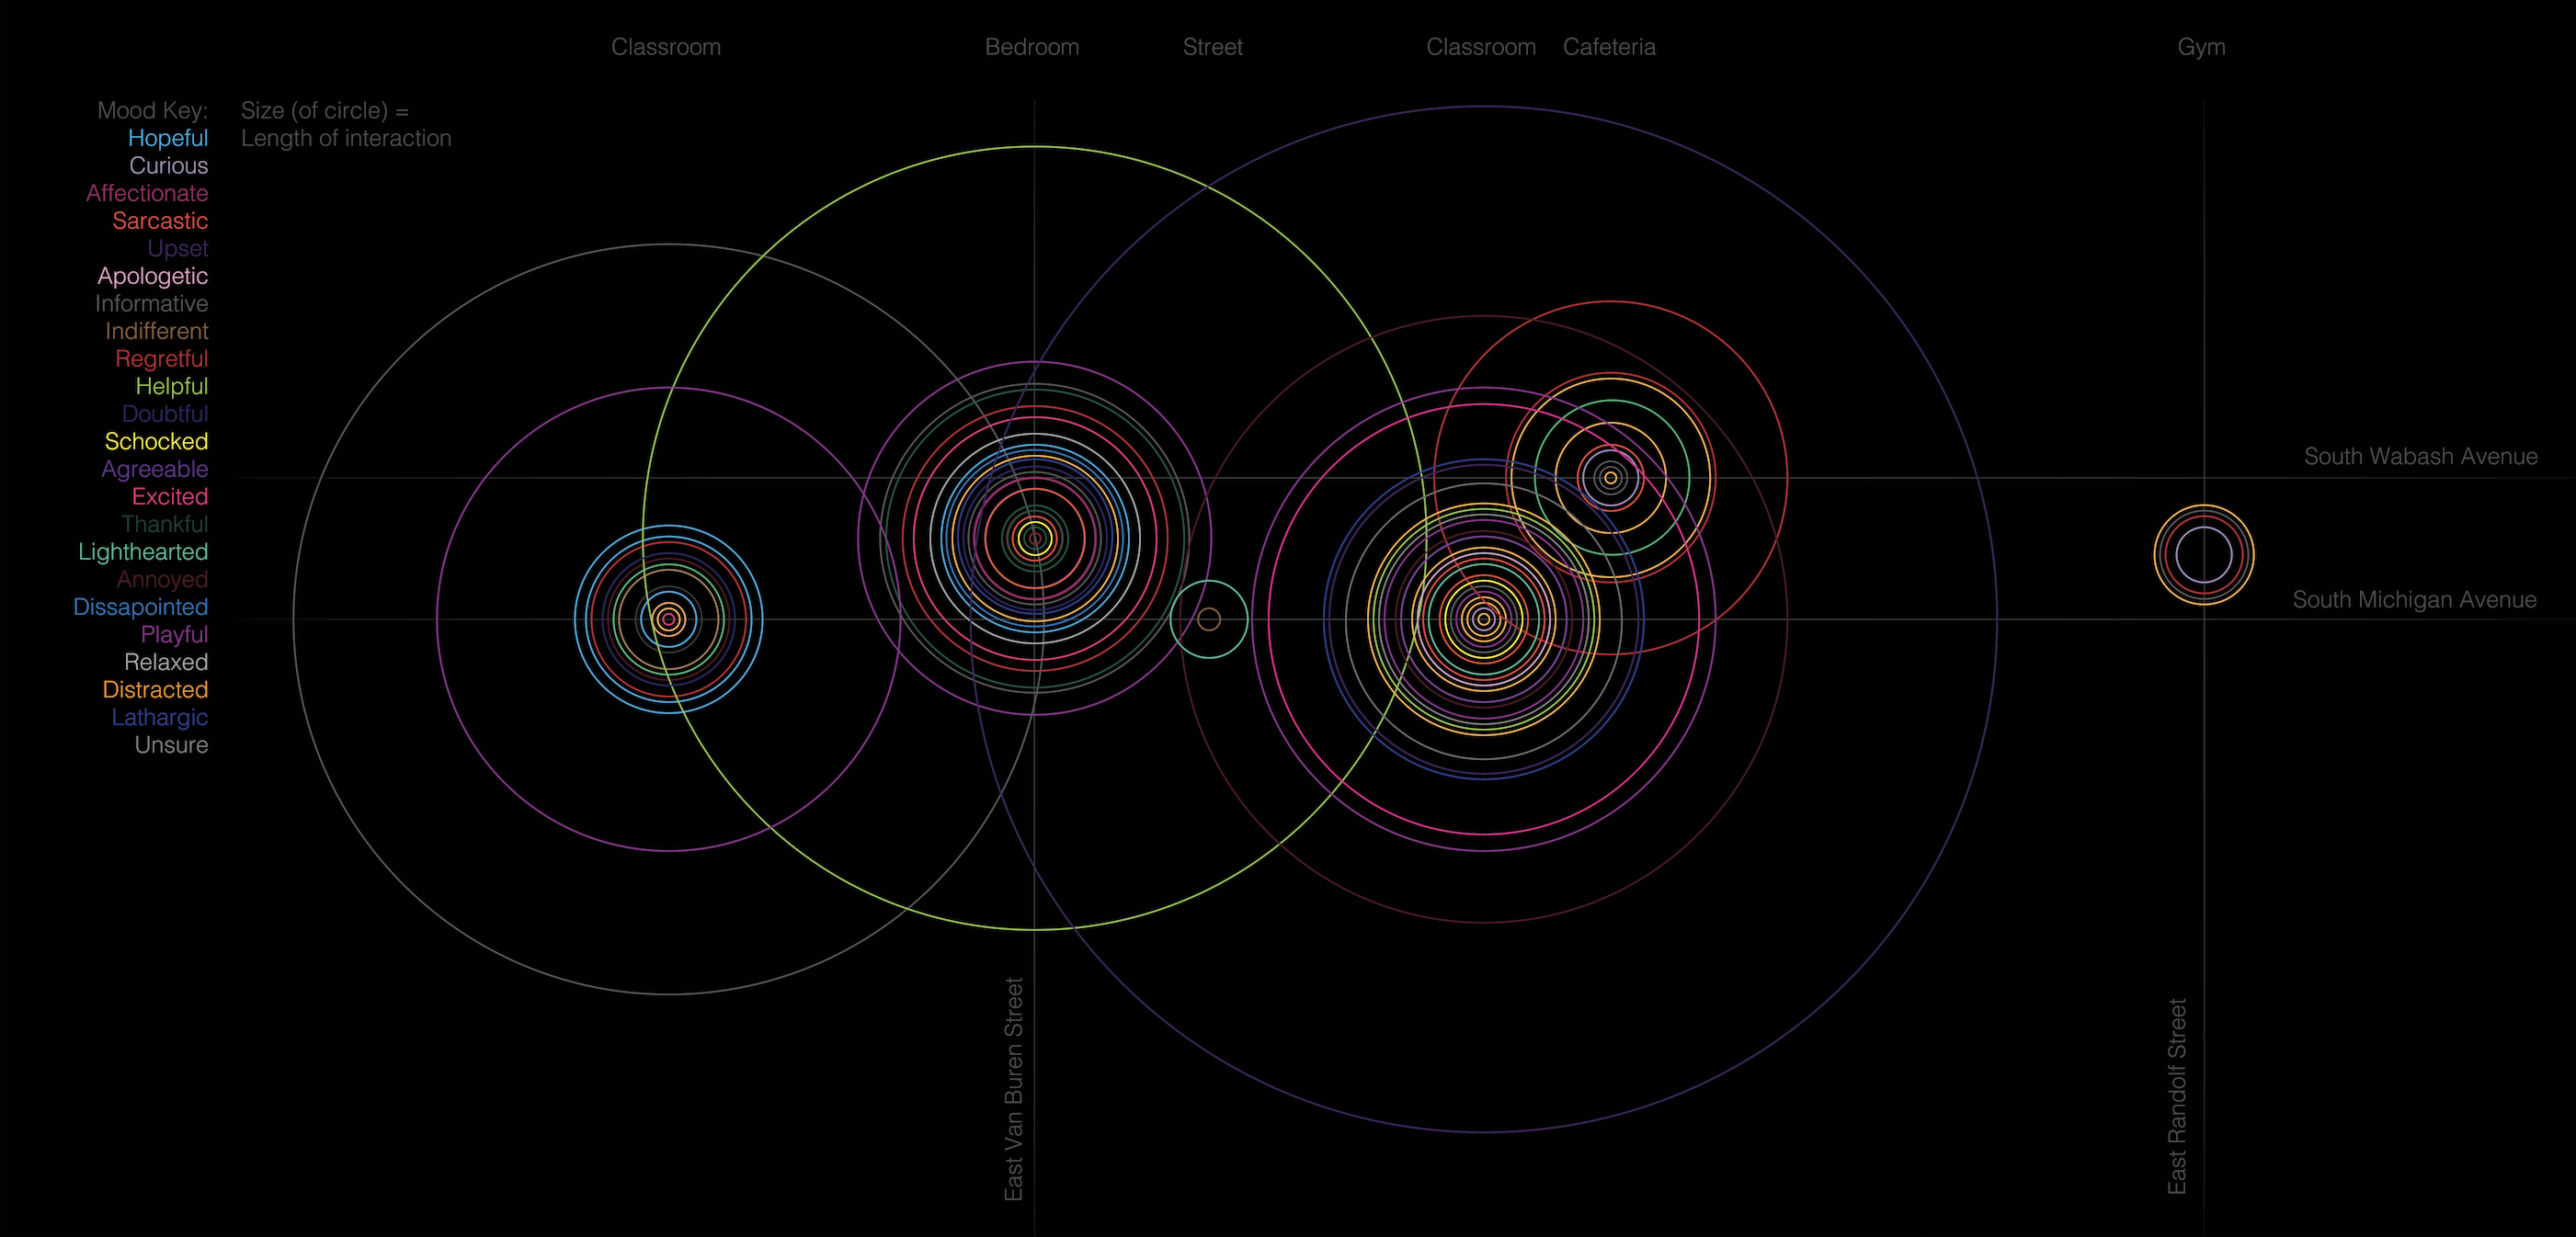 Classroom
Bedroom
Street
Classroom
Cafeteria
Gym
Mood Key:
Hopeful
Curious
Affectionate
Sarcastic
Upset
Apologetic
Informative
Indifferent
Regretful
Helpful
Doubtful
Schocked
Agreeable
Excited
Thankful
Lighthearted
Annoyed
Dissapointed
Playful
Relaxed
Distracted
Lathargic
Unsure
Size (of circle) =
Length of interaction
South Wabash Avenue
South Michigan Avenue
East Van Buren Street
East Randolf Street